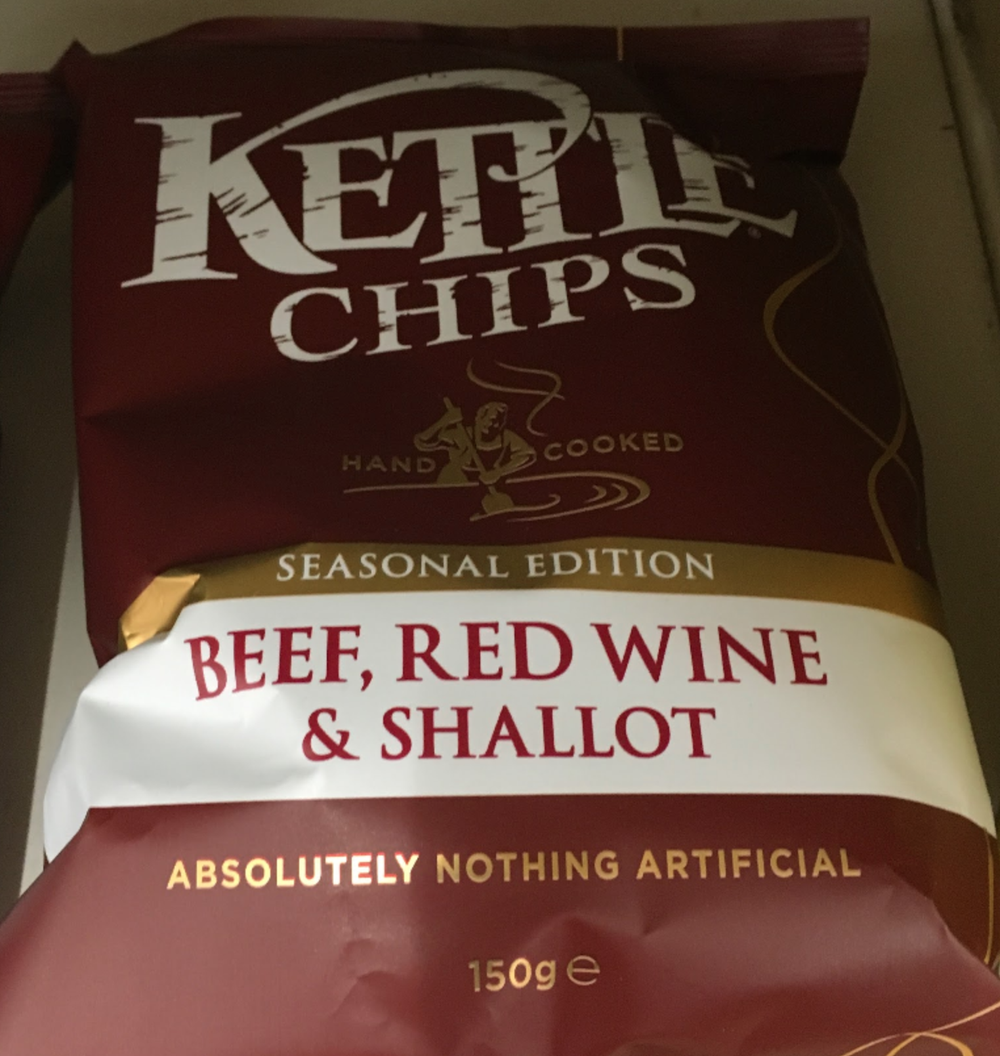 KETTLE
CHIPS
HAND COOKED
SEASONAL EDITION
BEEF, RED WINE
& SHALLOT
ABSOLUTELY NOTHING ARTIFICIAL
150g ℮